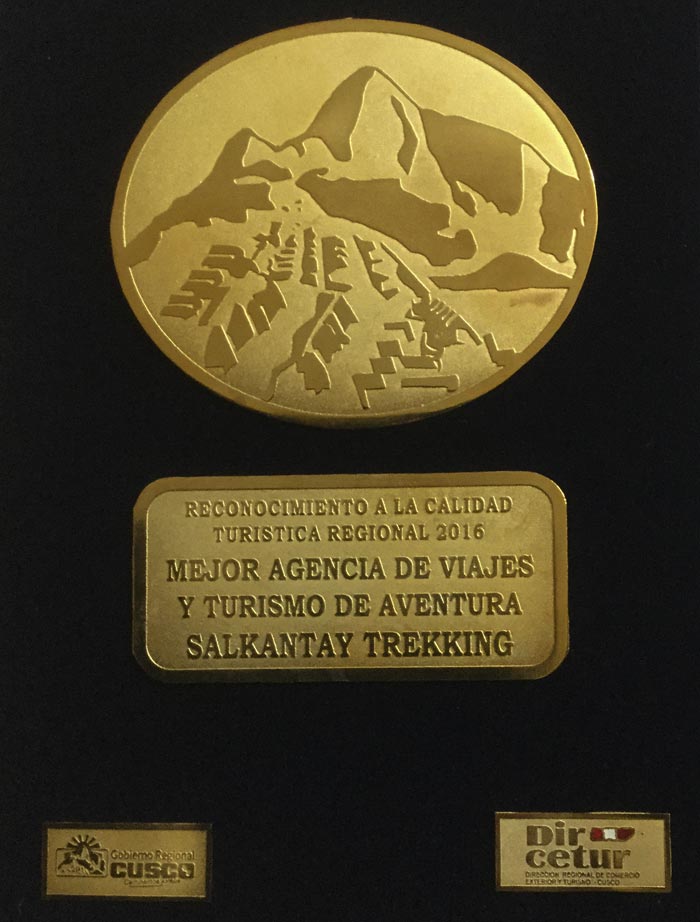 RECONOCIMIENTO A LA CALIDAD
TURISTICA REGIONAL 2016
MEJOR AGENCIA DE VIAJES
Y TURISMO DE AVENTURA
SALKANTAY TREKKING
Gobierno Regional
CUSCO
Dir
cetur
DIRECCION REGIONAL DE COMERCIO
EXTERIOR Y TURISMO - CUSCO